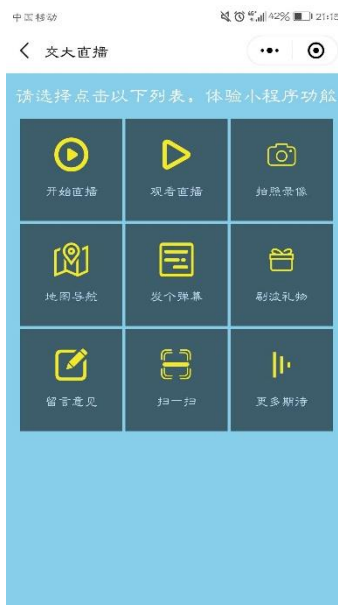 中国移动 42% 21:15
交大直播
请选择点击以下列表，体验小程序功能
开始直播 观看直播 拍照录像
地图导航 发个弹幕 刷波礼物
留言意见 扫一扫 更多期待